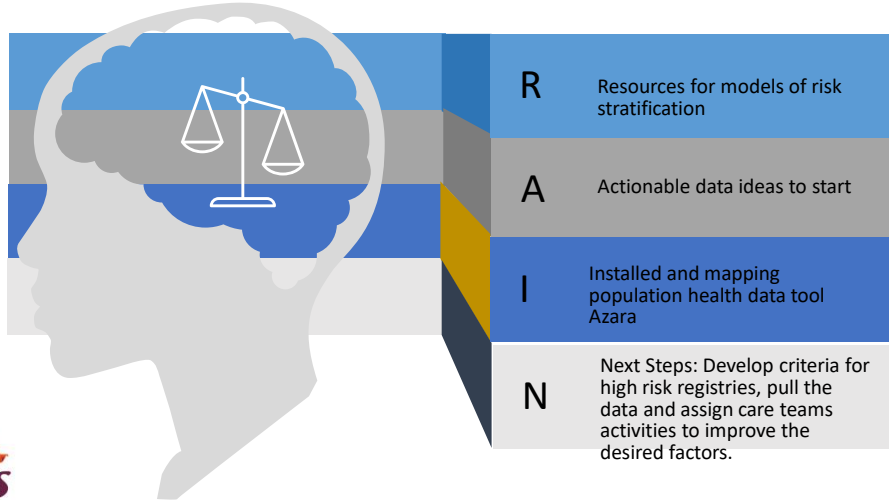 R
Resources for models of risk
stratification
A
Actionable data ideas to start
I
Installed and mapping
population health data tool
Azara
N
Next Steps: Develop criteria for
high risk registries, pull the
data and assign care teams
activities to improve the
desired factors.